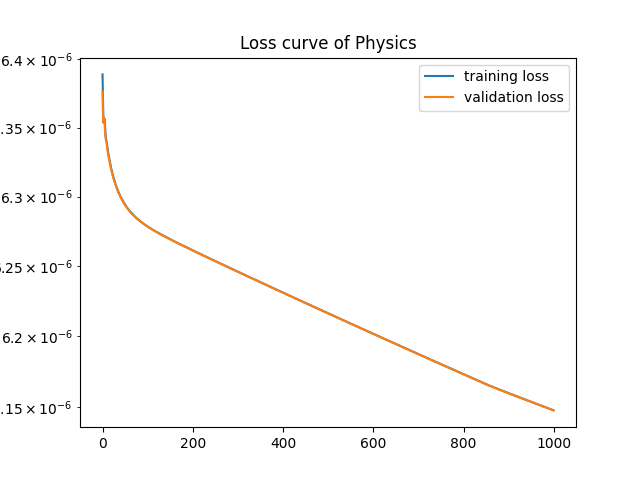 Loss curve of Physics
training loss
validation loss
6.4 × 10⁻⁶
.35 × 10⁻⁶
6.3 × 10⁻⁶
6.25 × 10⁻⁶
6.2 × 10⁻⁶
.15 × 10⁻⁶
0 200 400 600 800 1000